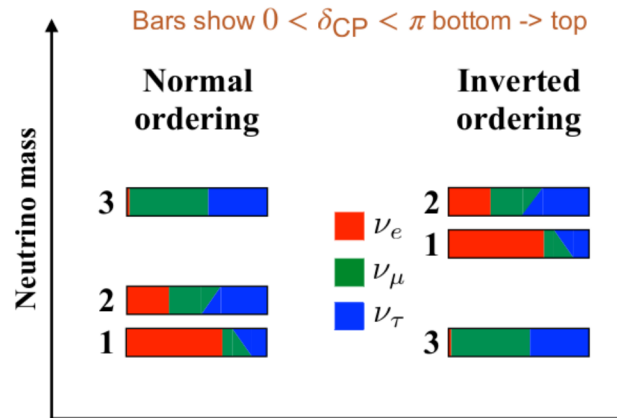 Bars show 0 < δCP < π bottom -> top
Normal ordering
Inverted ordering
Neutrino mass
3
2
1
νe
νμ
ντ
2
1
3